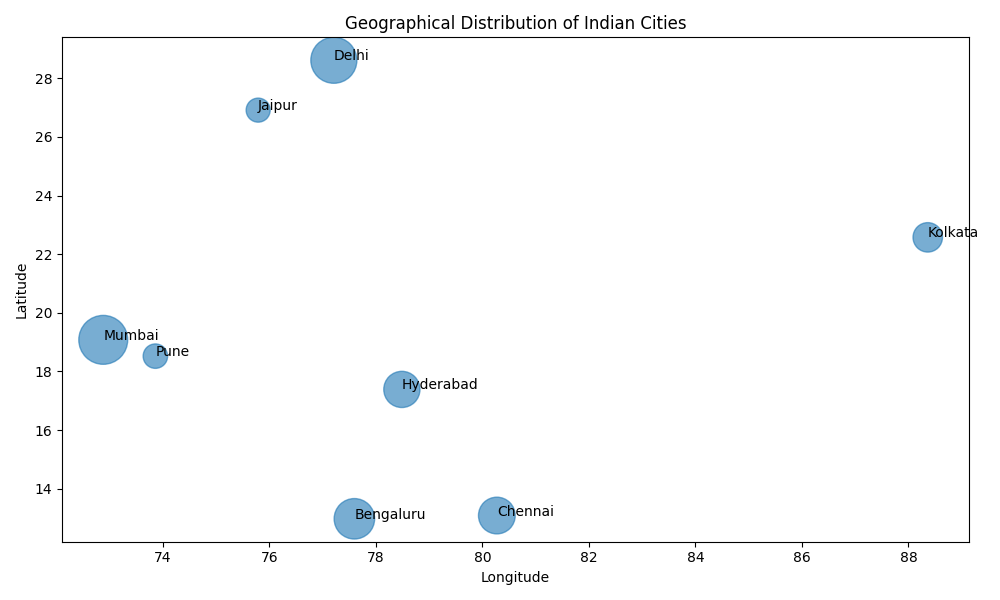 Geographical Distribution of Indian Cities
Latitude
28
26
24
22
20
18
16
14
Delhi
Jaipur
Kolkata
Mumbai
Pune
Hyderabad
Chennai
Bengaluru
74 76 78 80 82 84 86 88
Longitude